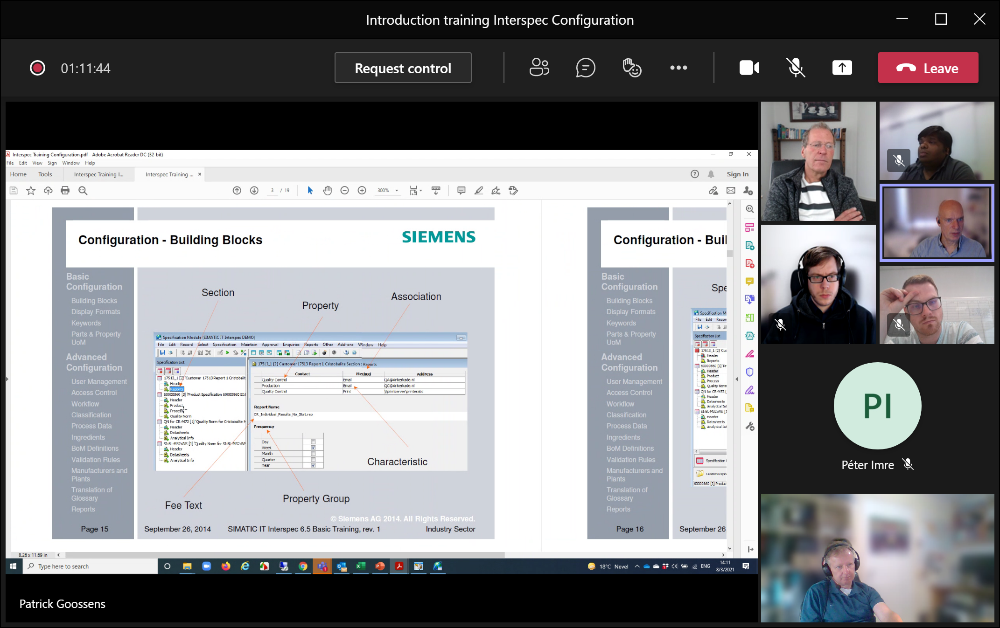 Introduction training Interspec Configuration
01:11:44
Request control
Leave
Interspec Training Configuration.pdf - Adobe Acrobat Reader DC (32-bit)
File Edit View Sign Window Help
Home Tools Interspec Training I... Interspec Training ... × Sign In
3 / 19 300%
Configuration - Building Blocks
SIEMENS
Basic
Configuration
Building Blocks
Display Formats
Keywords
Parts & Property
UoM
Advanced
Configuration
User Management
Access Control
Workflow
Classification
Process Data
Ingredients
BoM Definitions
Validation Rules
Manufacturers and
Plants
Translation of
Glossary
Reports
Section
Property
Association
Specification Module [SIMATIC IT Interspec DEMO]
File Edit Record Select Specification Maintain Approval Enquiries Reports Other Add-ons Window Help
Specification List
17513_1 [2] 'Customer 17513 Report 1 Cristobalit
Header
Reports
60000860 [3] 'Product Specification 60000860 SI:
Header
Product
Process
Quality Norm
QN for CR-M72 [1] 'Quality Norm for Cristobalite M
Header
Datasheets
Analytical Info
SI:BL-M32:WS [1] 'Quality Norm for SI:BL-M32:WS
Header
Datasheets
Analytical Info
17513_1 [2] Customer 17513 Report 1 Cristobalite Section : Reports
Contact Method Address
Quality Control Email QA@Ankerkade.nl
Production Email QC@Ankerkade.nl
Quality Control Print \\printserver\printerabc
Report Name
CR_Individual_Results_No_Stat.rep
Frequency
Day
Week
Month
Quarter
Year
Characteristic
Property Group
Fee Text
© Siemens AG 2014. All Rights Reserved.
Page 15 September 26, 2014 SIMATIC IT Interspec 6.5 Basic Training, rev. 1 Industry Sector
Configuration - Buil
Basic
Configuration
Building Blocks
Display Formats
Keywords
Parts & Property
UoM
Advanced
Configuration
User Management
Access Control
Workflow
Classification
Process Data
Ingredients
BoM Definitions
Validation Rules
Manufacturers and
Plants
Translation of
Glossary
Reports
Spe
Specification M
File Edit Recor
Specification List
17513_1 [2] 'Cus
Header
Reports
60000860 [3] 'Pr
Header
Product
Process
Quality Norm
QN for CR-M72 [
Header
Datasheets
Analytical Inf
SI:BL-M32:WS [1
Header
Datasheets
Analytical Inf
Specification
Custom Repo
60000860 [3] Produc
Page 16 September 26
8.26 x 11.69 in
Type here to search
18°C Nevel ENG 14:11
8/3/2021
Patrick Goossens
PI
Péter Imre